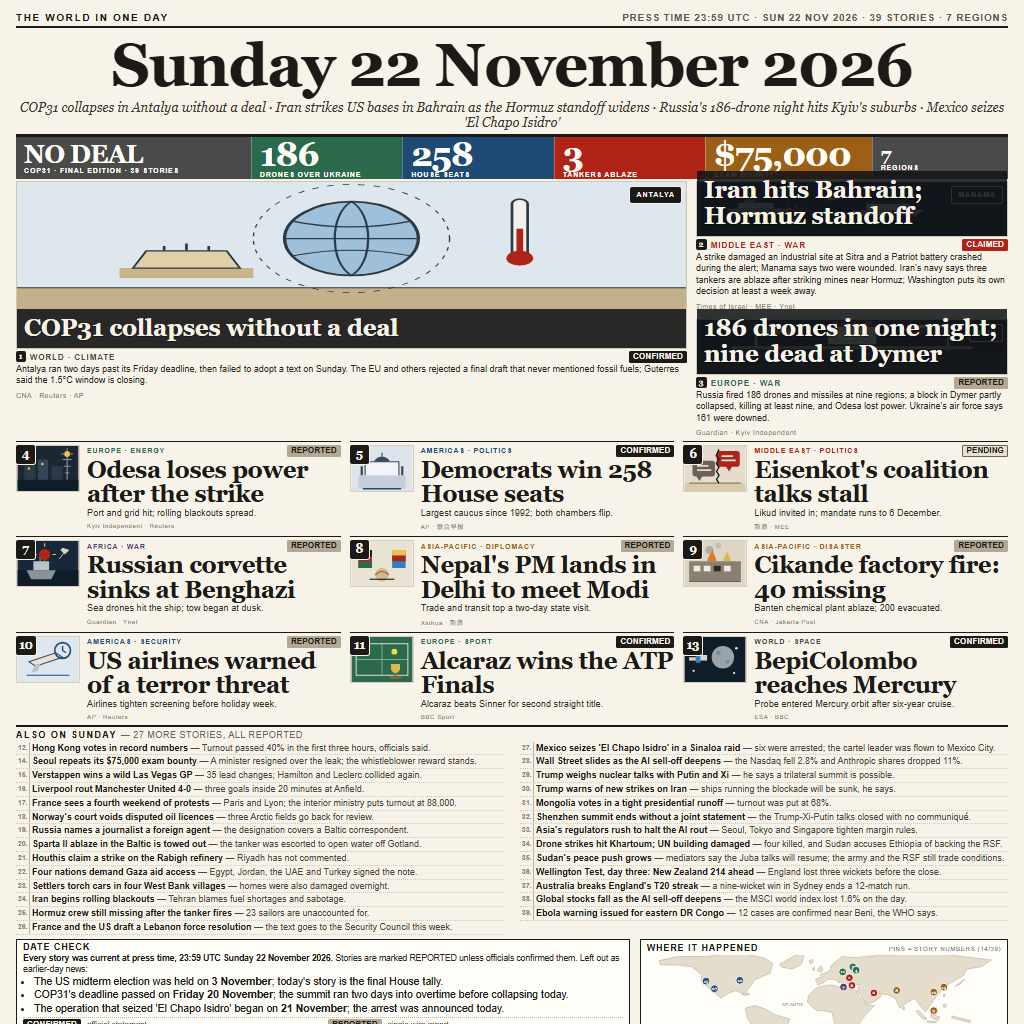 THE WORLD IN ONE DAY
PRESS TIME 23:59 UTC · SUN 22 NOV 2026 · 39 STORIES · 7 REGIONS
Sunday 22 November 2026
COP31 collapses in Antalya without a deal · Iran strikes US bases in Bahrain as the Hormuz standoff widens · Russia's 186-drone night hits Kyiv's suburbs · Mexico seizes
'El Chapo Isidro'
NO DEAL
COP31 · FINAL EDITION · 39 STORIES
186
DRONES OVER UKRAINE
258
HOUSE SEATS
3
TANKERS ABLAZE
$75,000
EXAM BOUNTY
7
REGIONS
ANTALYA
COP31 collapses without a deal
1 WORLD · CLIMATE
CONFIRMED
Antalya ran two days past its Friday deadline, then failed to adopt a text on Sunday. The EU and others rejected a final draft that never mentioned fossil fuels; Guterres
said the 1.5°C window is closing.
CNA · Reuters · AP
MANAMA
Iran hits Bahrain;
Hormuz standoff
2 MIDDLE EAST · WAR
CLAIMED
A strike damaged an industrial site at Sitra and a Patriot battery crashed
during the alert; Manama says two were wounded. Iran's navy says three
tankers are ablaze after striking mines near Hormuz; Washington puts its own
decision at least a week away.
Times of Israel · MEE · Ynet
186 drones in one night;
nine dead at Dymer
3 EUROPE · WAR
REPORTED
Russia fired 186 drones and missiles at nine regions; a block in Dymer partly
collapsed, killing at least nine, and Odesa lost power. Ukraine's air force says
161 were downed.
Guardian · Kyiv Independent
4
EUROPE · ENERGY
REPORTED
Odesa loses power
after the strike
Port and grid hit; rolling blackouts spread.
Kyiv Independent · Reuters
5
AMERICAS · POLITICS
CONFIRMED
Democrats win 258
House seats
Largest caucus since 1992; both chambers flip.
AP · 联合早报
6
MIDDLE EAST · POLITICS
PENDING
Eisenkot's coalition
talks stall
Likud invited in; mandate runs to 6 December.
· MEE
7
AFRICA · WAR
REPORTED
Russian corvette
sinks at Benghazi
Sea drones hit the ship; tow began at dusk.
Guardian · Ynet
8
ASIA-PACIFIC · DIPLOMACY
REPORTED
Nepal's PM lands in
Delhi to meet Modi
Trade and transit top a two-day state visit.
Xinhua ·
9
ASIA-PACIFIC · DISASTER
REPORTED
Cikande factory fire:
40 missing
Banten chemical plant ablaze; 200 evacuated.
CNA · Jakarta Post
10
AMERICAS · SECURITY
REPORTED
US airlines warned
of a terror threat
Airlines tighten screening before holiday week.
AP · Reuters
11
EUROPE · SPORT
CONFIRMED
Alcaraz wins the ATP
Finals
Alcaraz beats Sinner for second straight title.
BBC Sport
13
WORLD · SPACE
CONFIRMED
BepiColombo
reaches Mercury
Probe entered Mercury orbit after six-year cruise.
ESA · BBC
ALSO ON SUNDAY — 27 MORE STORIES, ALL REPORTED
12. Hong Kong votes in record numbers — Turnout passed 40% in the first three hours, officials said.
14. Seoul repeats its $75,000 exam bounty — A minister resigned over the leak; the whistleblower reward stands.
15. Verstappen wins a wild Las Vegas GP — 35 lead changes; Hamilton and Leclerc collided again.
16. Liverpool rout Manchester United 4-0 — three goals inside 20 minutes at Anfield.
17. France sees a fourth weekend of protests — Paris and Lyon; the interior ministry puts turnout at 88,000.
18. Norway's court voids disputed oil licences — three Arctic fields go back for review.
19. Russia names a journalist a foreign agent — the designation covers a Baltic correspondent.
20. Sparta II ablaze in the Baltic is towed out — the tanker was escorted to open water off Gotland.
21. Houthis claim a strike on the Rabigh refinery — Riyadh has not commented.
22. Four nations demand Gaza aid access — Egypt, Jordan, the UAE and Turkey signed the note.
23. Settlers torch cars in four West Bank villages — homes were also damaged overnight.
24. Iran begins rolling blackouts — Tehran blames fuel shortages and sabotage.
25. Hormuz crew still missing after the tanker fires — 23 sailors are unaccounted for.
26. France and the US draft a Lebanon force resolution — the text goes to the Security Council this week.
27. Mexico seizes 'El Chapo Isidro' in a Sinaloa raid — six were arrested; the cartel leader was flown to Mexico City.
28. Wall Street slides as the AI sell-off deepens — the Nasdaq fell 2.8% and Anthropic shares dropped 11%.
29. Trump weighs nuclear talks with Putin and Xi — he says a trilateral summit is possible.
30. Trump warns of new strikes on Iran — ships running the blockade will be sunk, he says.
31. Mongolia votes in a tight presidential runoff — turnout was put at 68%.
32. Shenzhen summit ends without a joint statement — the Trump-Xi-Putin talks closed with no communiqué.
33. Asia's regulators rush to halt the AI rout — Seoul, Tokyo and Singapore tighten margin rules.
34. Drone strikes hit Khartoum; UN building damaged — four killed, and Sudan accuses Ethiopia of backing the RSF.
35. Sudan's peace push grows — mediators say the Juba talks will resume; the army and the RSF still trade conditions.
36. Wellington Test, day three: New Zealand 214 ahead — England lost three wickets before the close.
37. Australia breaks England's T20 streak — a nine-wicket win in Sydney ends a 12-match run.
38. Global stocks fall as the AI sell-off deepens — the MSCI world index lost 1.6% on the day.
39. Ebola warning issued for eastern DR Congo — 12 cases are confirmed near Beni, the WHO says.
DATE CHECK
Every story was current at press time, 23:59 UTC Sunday 22 November 2026. Stories are marked REPORTED unless officials confirmed them. Left out as
earlier-day news:
• The US midterm election was held on 3 November; today's story is the final House tally.
• COP31's deadline passed on Friday 20 November; the summit ran two days into overtime before collapsing today.
• The operation that seized 'El Chapo Isidro' began on 21 November; the arrest was announced today.
CONFIRMED official statement
REPORTED single wire report
WHERE IT HAPPENED
PINS = STORY NUMBERS (14/39)
ATLANTIC